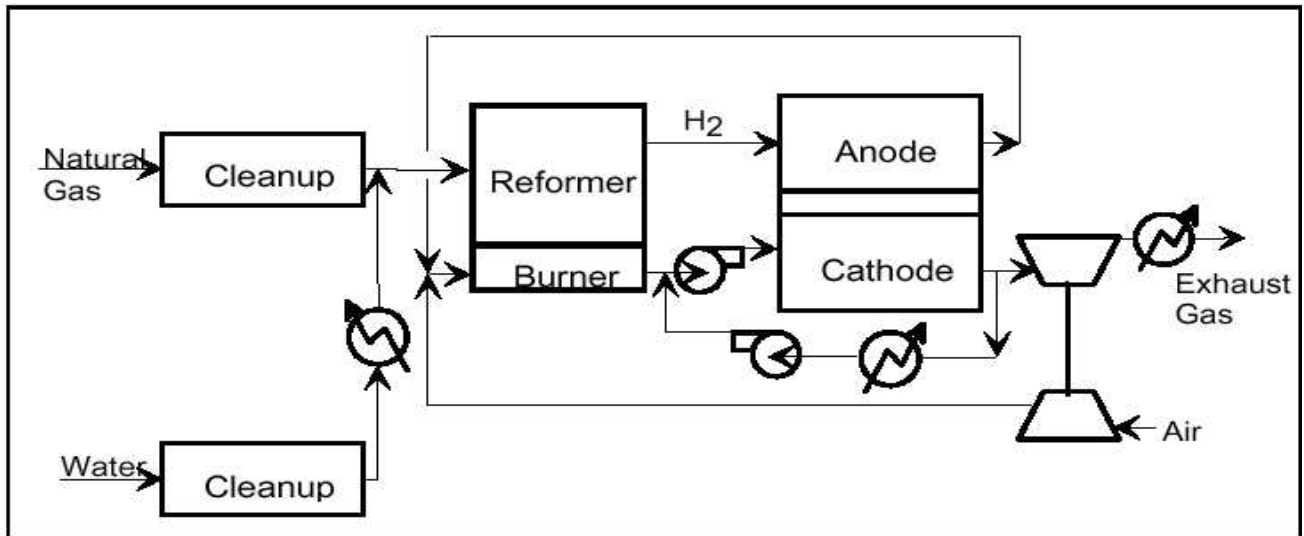 H2
Anode
Natural
Gas
Cleanup
Reformer
Burner
Cathode
Exhaust
Gas
Air
Water
Cleanup